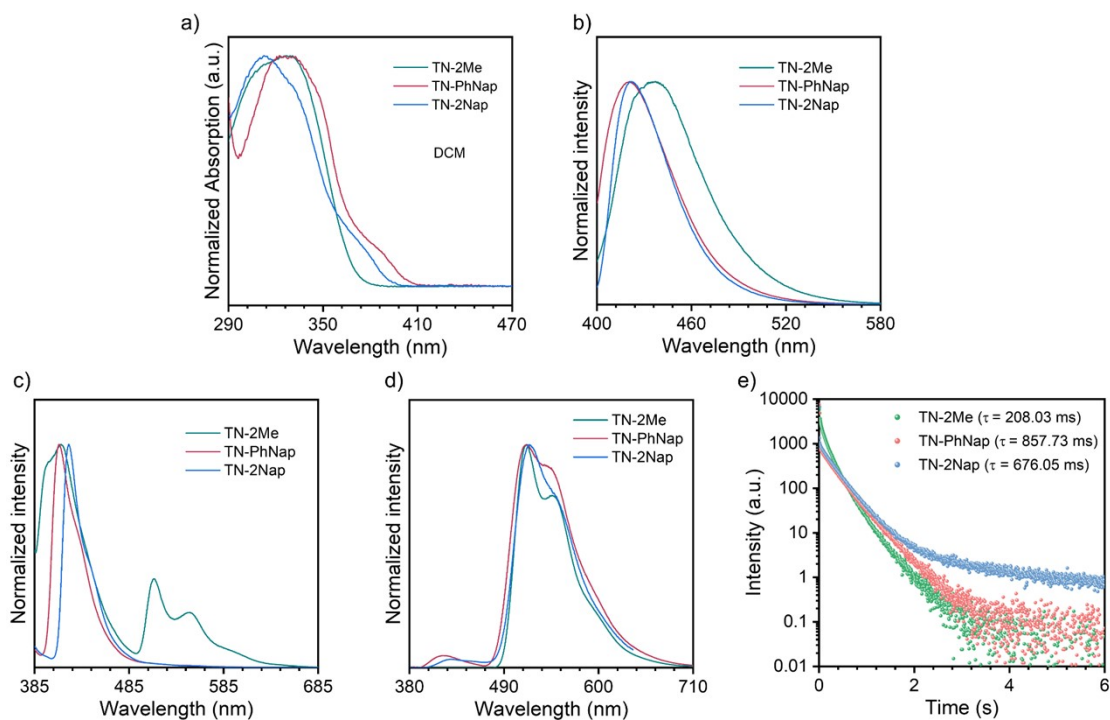 a)
Normalized Absorption (a.u.)
TN-2Me
TN-PhNap
TN-2Nap
DCM
290 350 410 470
Wavelength (nm)
b)
Normalized intensity
TN-2Me
TN-PhNap
TN-2Nap
400 460 520 580
Wavelength (nm)
c)
Normalized intensity
TN-2Me
TN-PhNap
TN-2Nap
385 485 585 685
Wavelength (nm)
d)
Normalized intensity
TN-2Me
TN-PhNap
TN-2Nap
380 490 600 710
Wavelength (nm)
e)
Intensity (a.u.)
10000
1000
100
10
1
0.1
0.01
TN-2Me (τ = 208.03 ms)
TN-PhNap (τ = 857.73 ms)
TN-2Nap (τ = 676.05 ms)
0 2 4 6
Time (s)